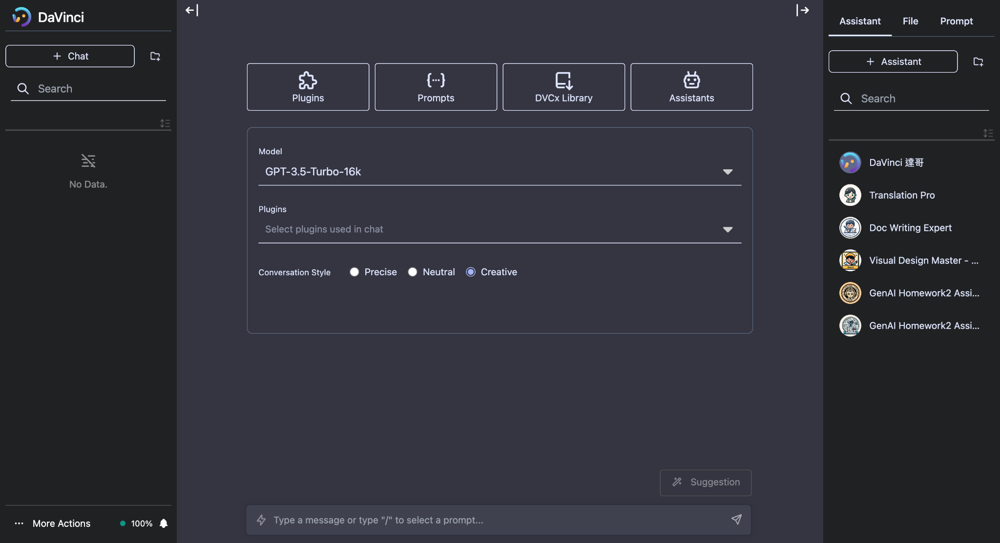 DaVinci
+ Chat
Search
No Data.
More Actions
100%
Plugins
Prompts
DVCx Library
Assistants
Model
GPT-3.5-Turbo-16k
Plugins
Select plugins used in chat
Conversation Style
Precise
Neutral
Creative
Suggestion
Type a message or type "/" to select a prompt...
Assistant
File
Prompt
+ Assistant
Search
DaVinci 達哥
Translation Pro
Doc Writing Expert
Visual Design Master - ...
GenAI Homework2 Assi...
GenAI Homework2 Assi...